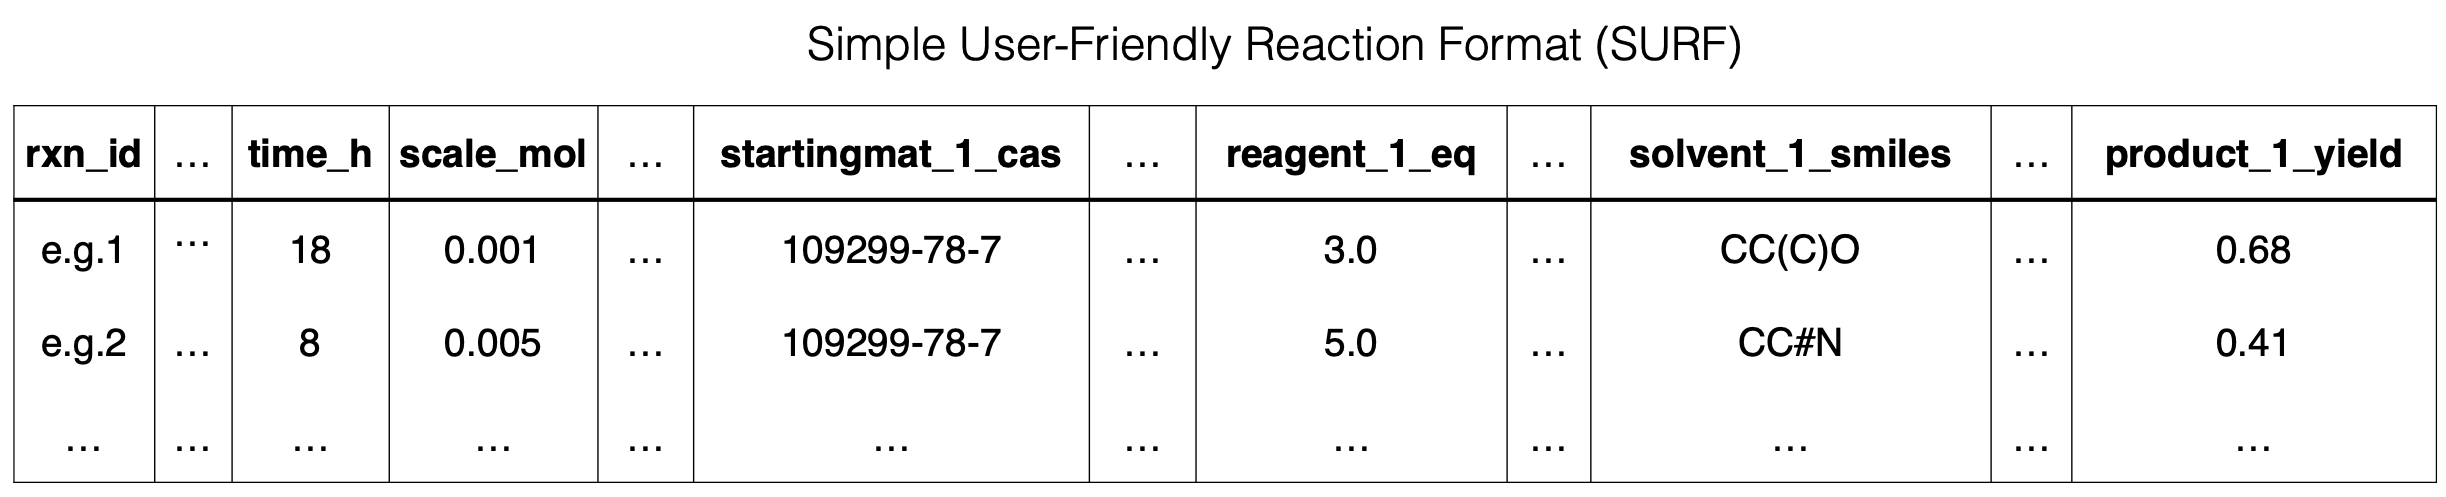 Simple User-Friendly Reaction Format (SURF)
rxn_id … time_h scale_mol … startingmat_1_cas … reagent_1_eq … solvent_1_smiles … product_1_yield
e.g.1 … 18 0.001 … 109299-78-7 … 3.0 … CC(C)O … 0.68
e.g.2 … 8 0.005 … 109299-78-7 … 5.0 … CC#N … 0.41
… … … … … … … … … … … …